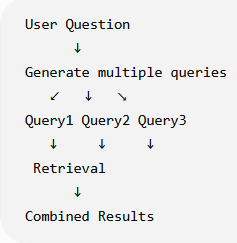 User Question
↓
Generate multiple queries
↙ ↓ ↘
Query1 Query2 Query3
↓ ↓ ↓
Retrieval
↓
Combined Results